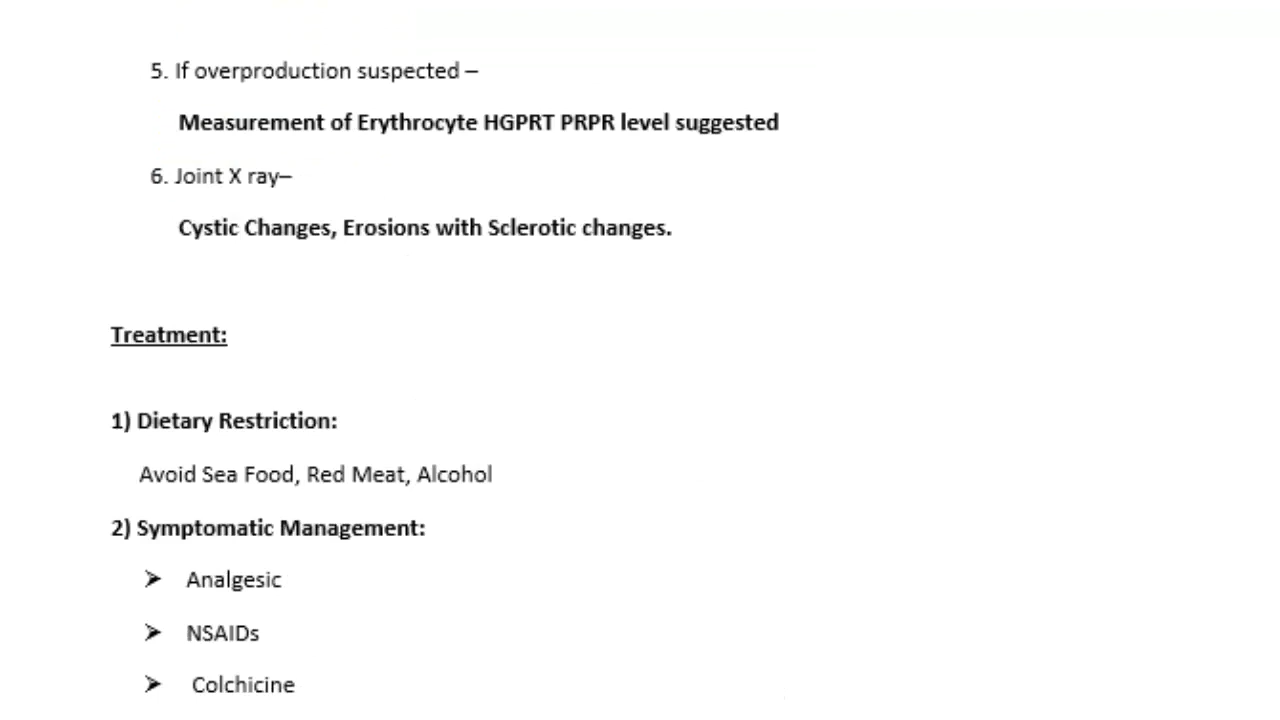 5. If overproduction suspected –
Measurement of Erythrocyte HGPRT PRPR level suggested
6. Joint X ray–
Cystic Changes, Erosions with Sclerotic changes.
Treatment:
1) Dietary Restriction:
Avoid Sea Food, Red Meat, Alcohol
2) Symptomatic Management:
➤ Analgesic
➤ NSAIDs
➤ Colchicine